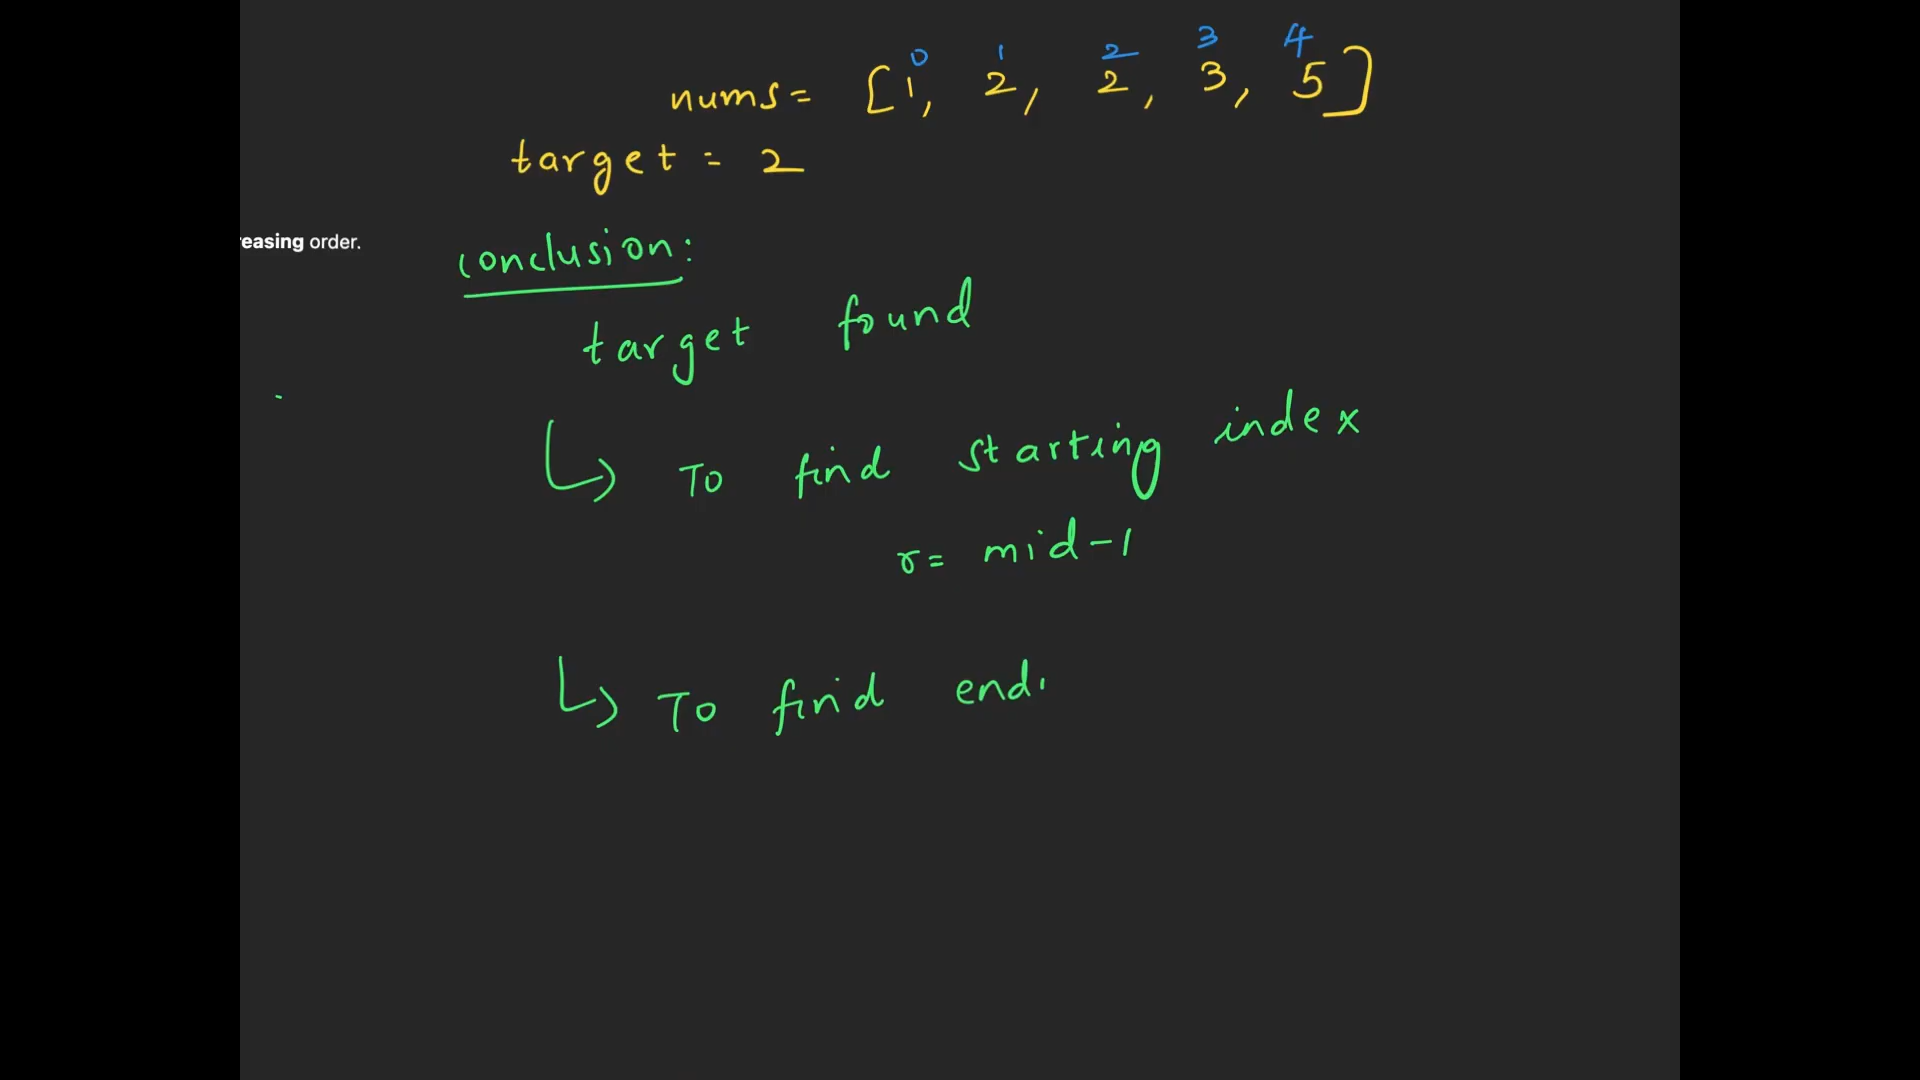 0 1 2 3 4
nums = [1, 2, 2, 3, 5]
target = 2
reasing order.
conclusion:
target found
↳ To find starting index
r = mid-1
↳ To find end